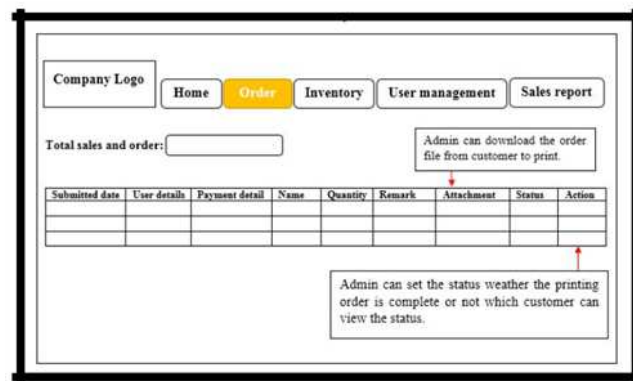 Company Logo
Home Order Inventory User management Sales report
Total sales and order:
Admin can download the order
file from customer to print.
Submitted date User details Payment detail Name Quantity Remark Attachment Status Action
Admin can set the status weather the printing
order is complete or not which customer can
view the status.